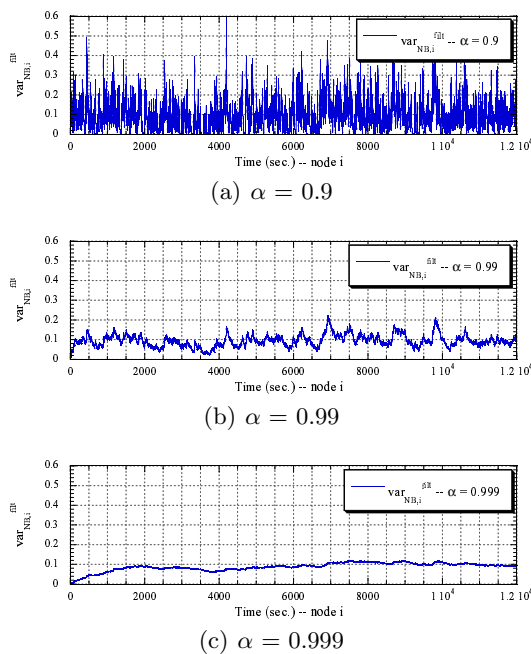 0.6
0.5
0.4
0.3
0.2
0.1
0
var_NB,i^filt
var_NB,i^filt -- α = 0.9
0 2000 4000 6000 8000 10^4 1.2 10^4
Time (sec.) -- node i
(a) α = 0.9
0.6
0.5
0.4
0.3
0.2
0.1
0
var_NB,i^filt
var_NB,i^filt -- α = 0.99
0 2000 4000 6000 8000 10^4 1.2 10^4
Time (sec.) -- node i
(b) α = 0.99
0.6
0.5
0.4
0.3
0.2
0.1
0
var_NB,i^filt
var_NB,i^filt -- α = 0.999
0 2000 4000 6000 8000 10^4 1.2 10^4
Time (sec.) -- node i
(c) α = 0.999